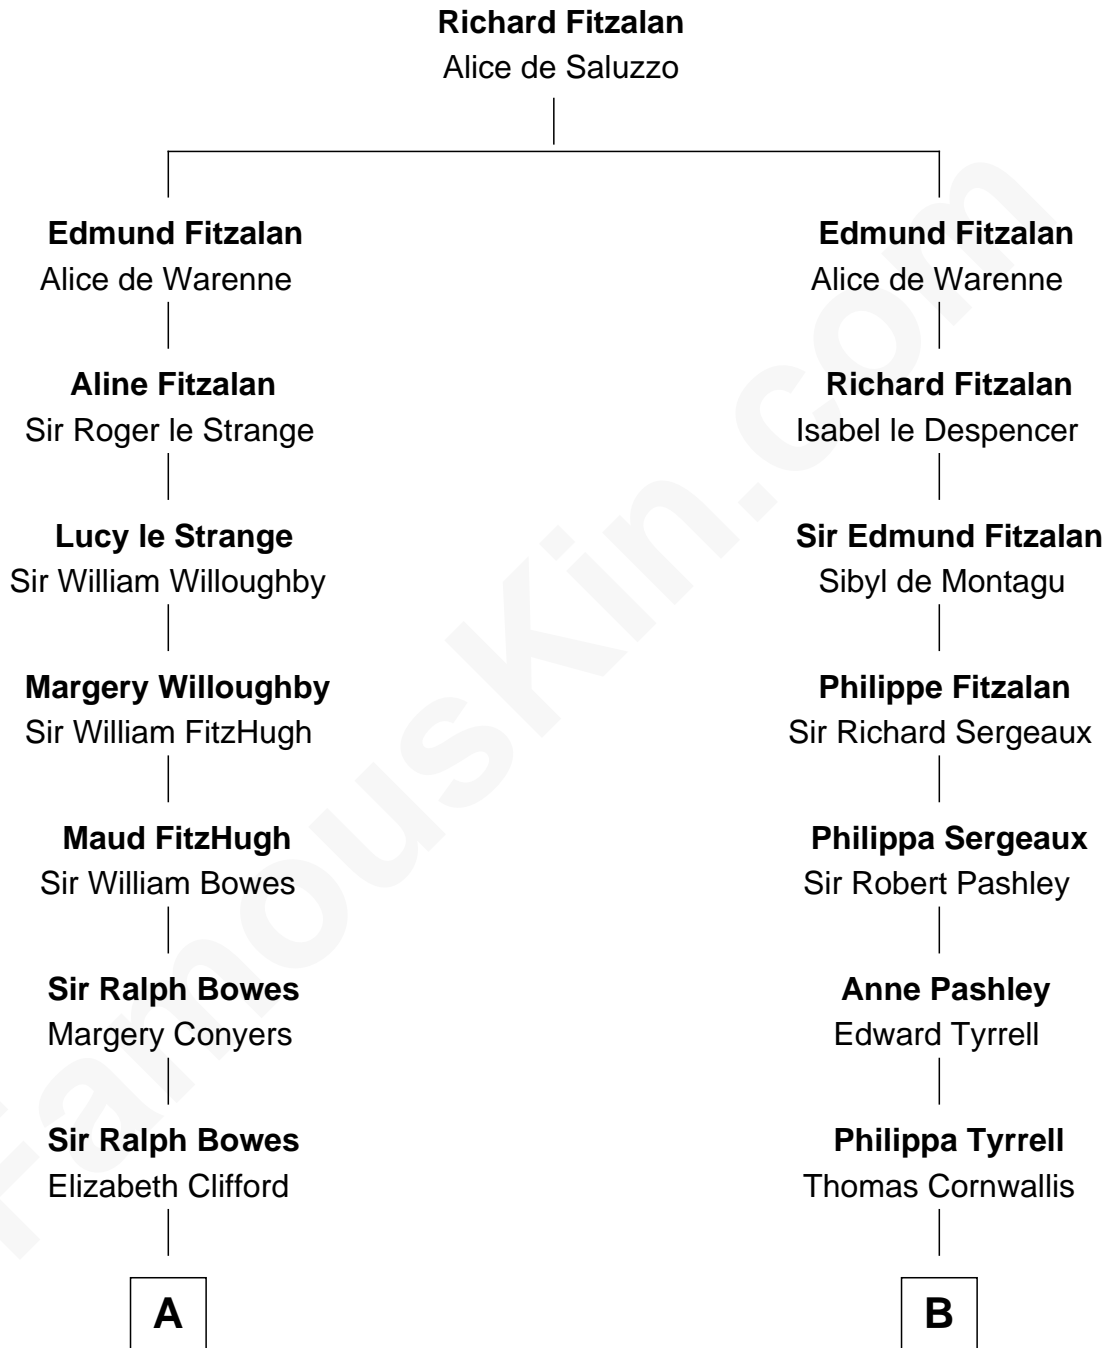 Richard Fitzalan
Alice de Saluzzo
Edmund Fitzalan
Alice de Warenne
Edmund Fitzalan
Alice de Warenne
Aline Fitzalan
Sir Roger le Strange
Richard Fitzalan
Isabel le Despencer
Lucy le Strange
Sir William Willoughby
Sir Edmund Fitzalan
Sibyl de Montagu
Margery Willoughby
Sir William FitzHugh
Philippe Fitzalan
Sir Richard Sergeaux
Maud FitzHugh
Sir William Bowes
Philippa Sergeaux
Sir Robert Pashley
Sir Ralph Bowes
Margery Conyers
Anne Pashley
Edward Tyrrell
Sir Ralph Bowes
Elizabeth Clifford
Philippa Tyrrell
Thomas Cornwallis
A
B
FamousKin.com